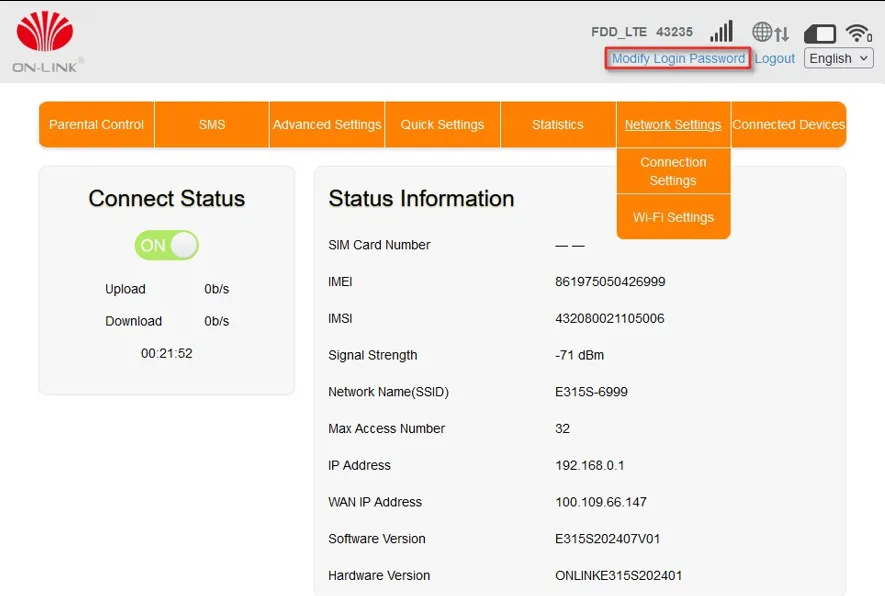 FDD_LTE 43235
0
ON-LINK®
Modify Login Password Logout English
Parental Control SMS Advanced Settings Quick Settings Statistics Network Settings Connected Devices
Connection
Settings
Wi-Fi Settings
Connect Status
ON
Upload 0b/s
Download 0b/s
00:21:52
Status Information
SIM Card Number — —
IMEI 861975050426999
IMSI 432080021105006
Signal Strength -71 dBm
Network Name(SSID) E315S-6999
Max Access Number 32
IP Address 192.168.0.1
WAN IP Address 100.109.66.147
Software Version E315S202407V01
Hardware Version ONLINKE315S202401